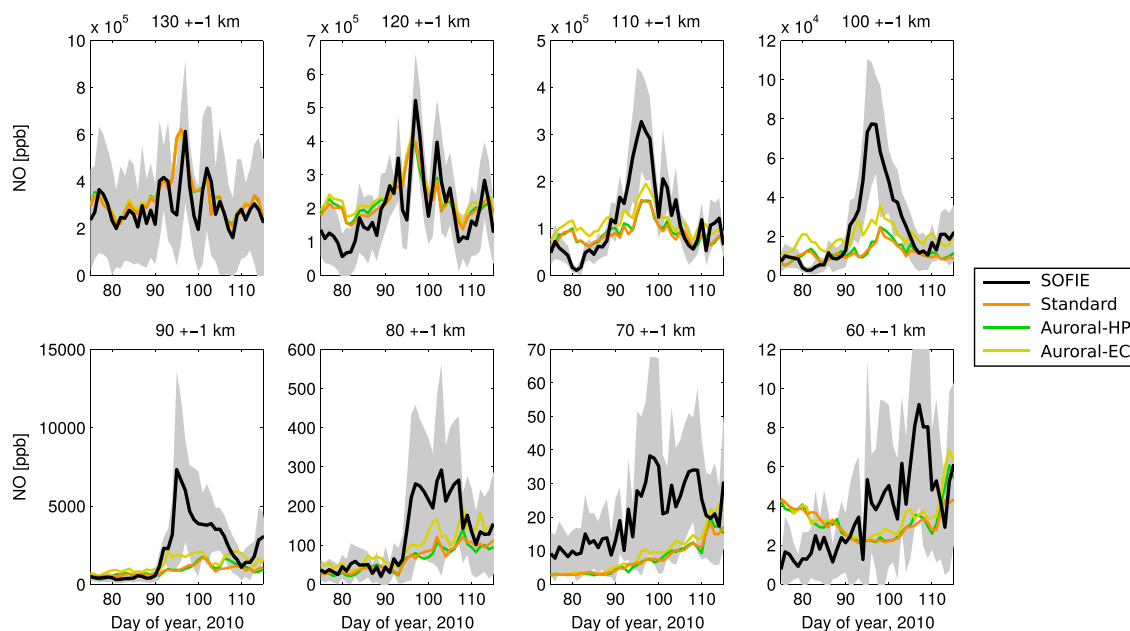 130 +−1 km
120 +−1 km
110 +−1 km
100 +−1 km
x 10^5
x 10^5
x 10^5
x 10^4
NO [ppb]
10
8
6
4
2
0
80 90 100 110
7
6
5
4
3
2
1
0
80 90 100 110
5
4
3
2
1
0
80 90 100 110
12
10
8
6
4
2
0
80 90 100 110
SOFIE
Standard
Auroral-HP
Auroral-EC
90 +−1 km
80 +−1 km
70 +−1 km
60 +−1 km
NO [ppb]
15000
10000
5000
0
80 90 100 110
Day of year, 2010
600
500
400
300
200
100
0
80 90 100 110
Day of year, 2010
70
60
50
40
30
20
10
0
80 90 100 110
Day of year, 2010
12
10
8
6
4
2
0
80 90 100 110
Day of year, 2010